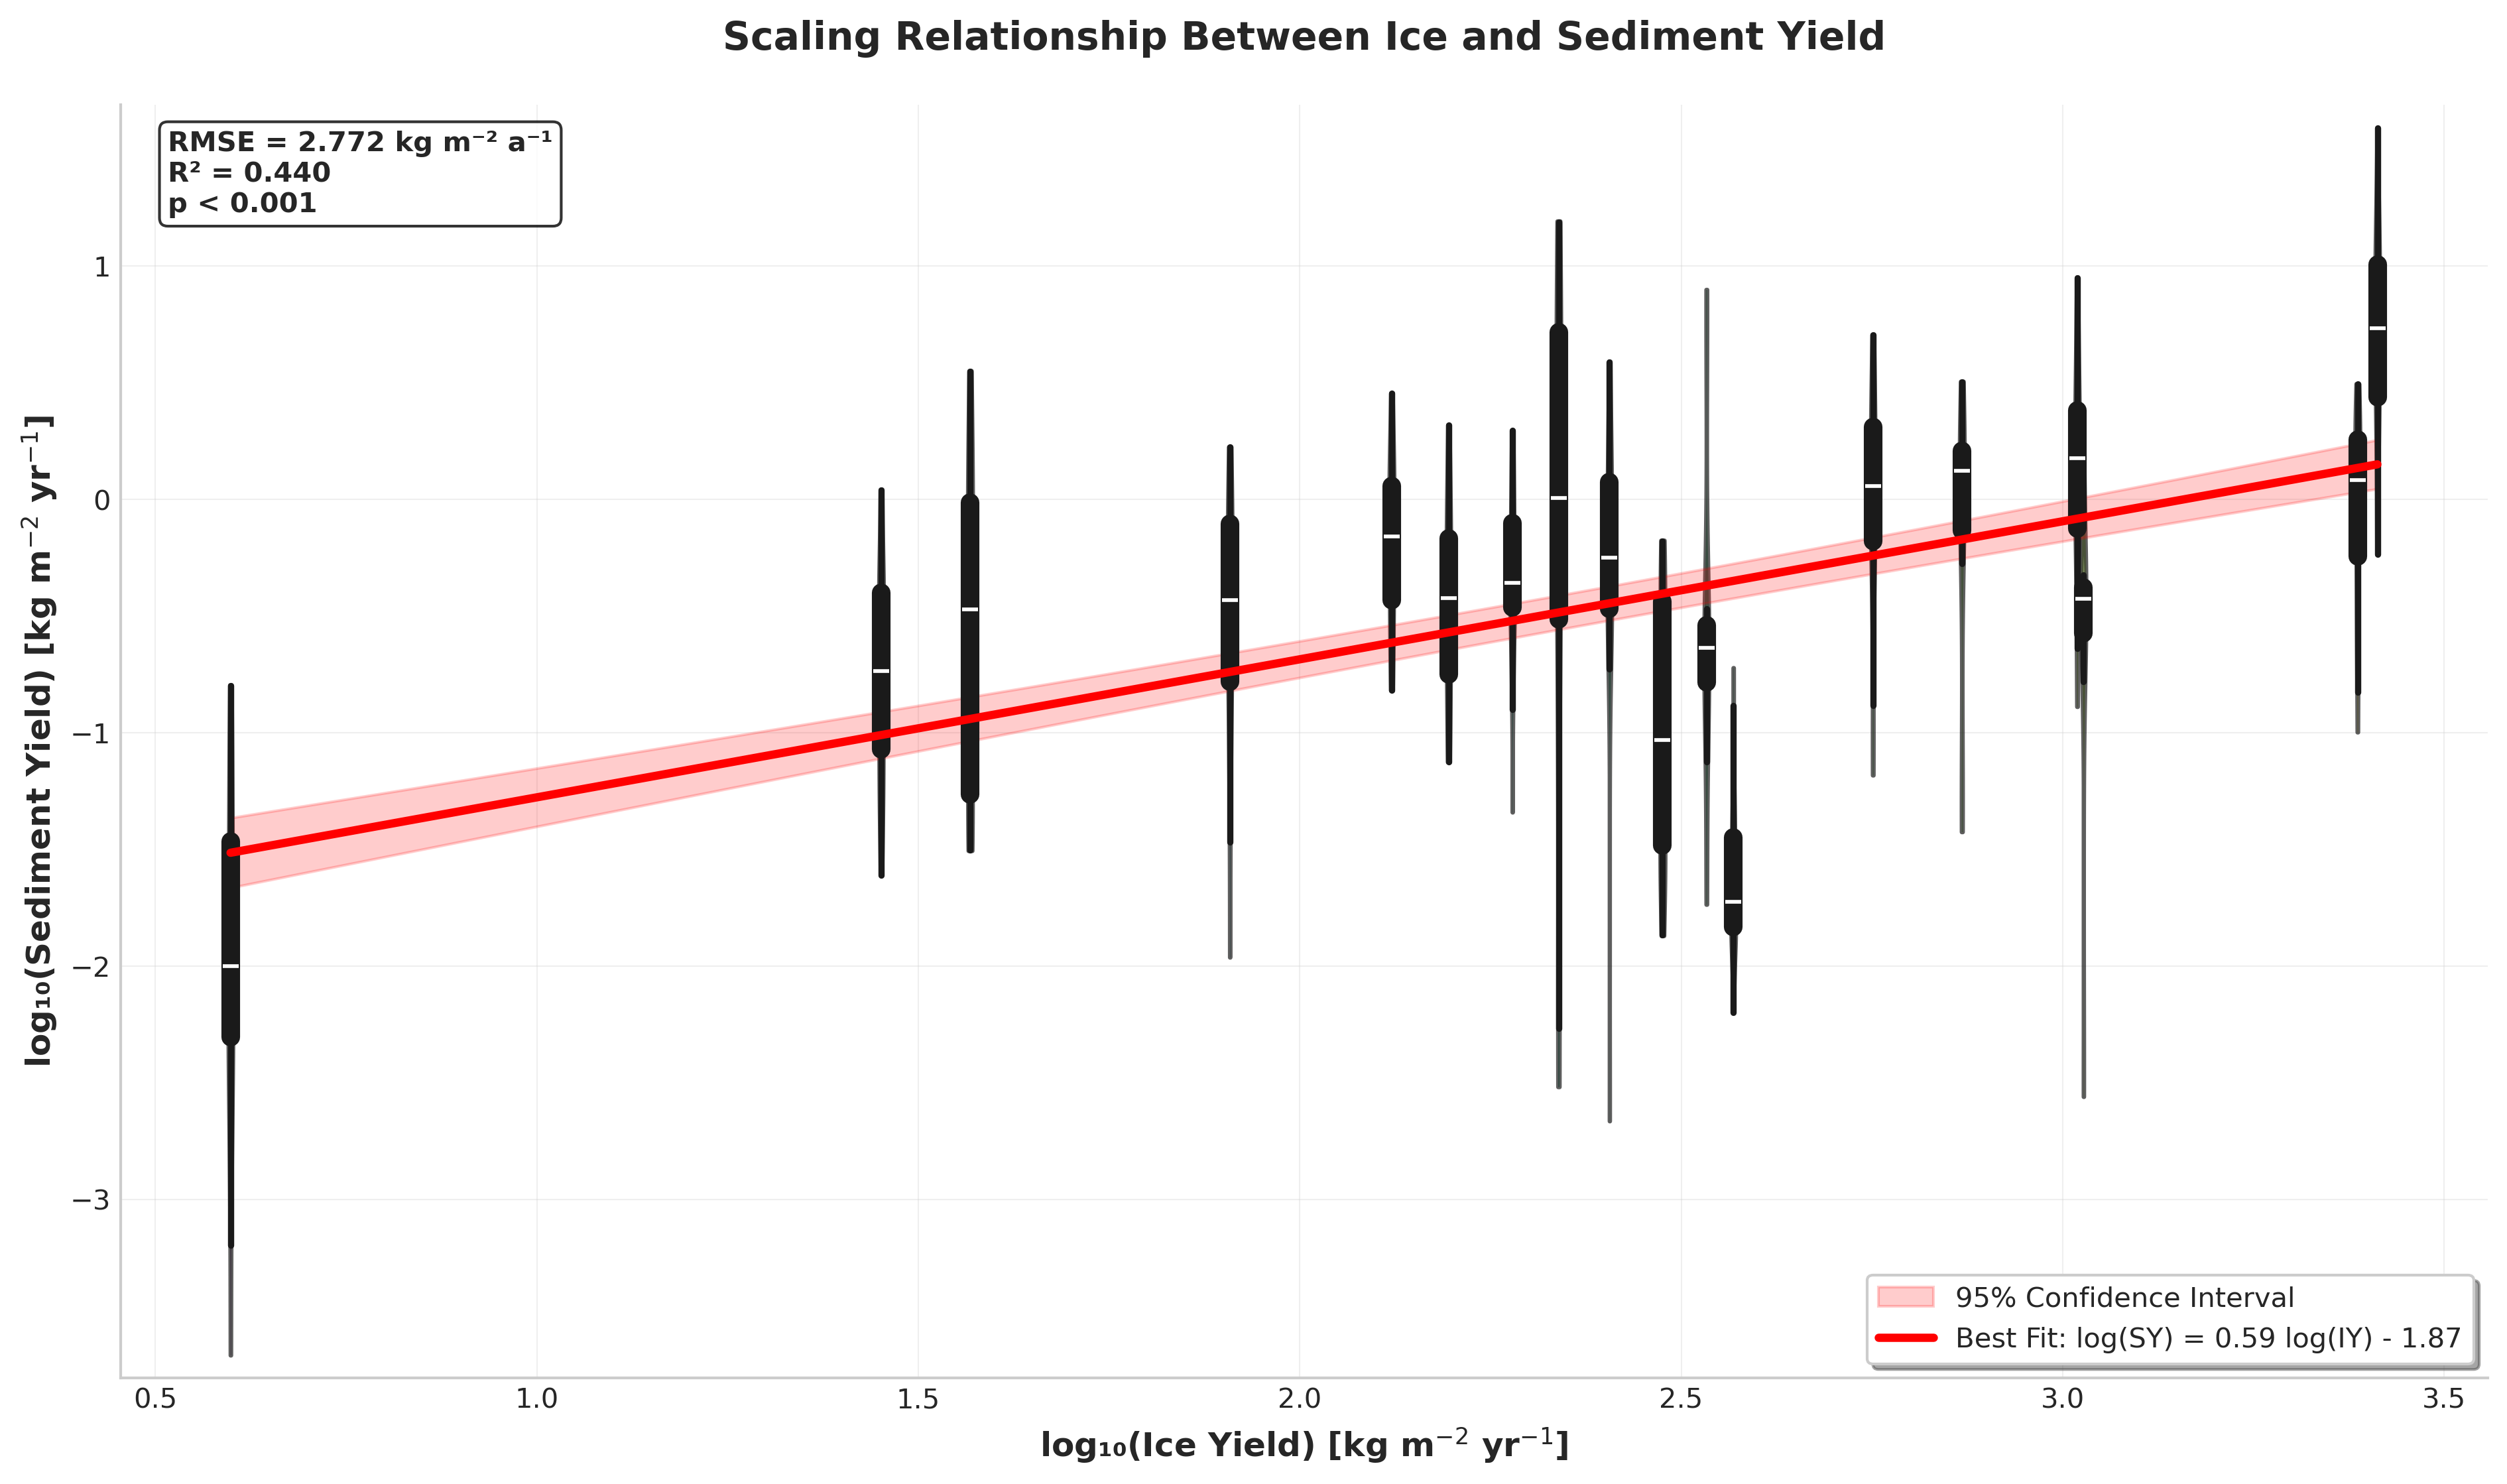 Scaling Relationship Between Ice and Sediment Yield
RMSE = 2.772 kg m⁻² a⁻¹
R² = 0.440
p < 0.001
log₁₀(Sediment Yield) [kg m⁻² yr⁻¹]
1
0
−1
−2
−3
95% Confidence Interval
Best Fit: log(SY) = 0.59 log(IY) - 1.87
0.5 1.0 1.5 2.0 2.5 3.0 3.5
log₁₀(Ice Yield) [kg m⁻² yr⁻¹]